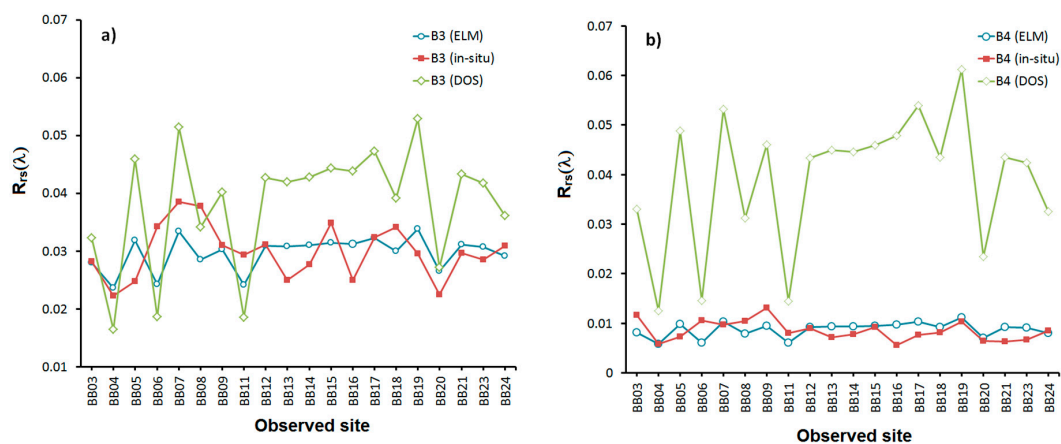 a)
B3 (ELM)
B3 (in-situ)
B3 (DOS)
0.07
0.06
0.05
0.04
0.03
0.02
0.01
Rrs(λ)
BB03 BB04 BB05 BB06 BB07 BB08 BB09 BB11 BB12 BB13 BB14 BB15 BB16 BB17 BB18 BB19 BB20 BB21 BB23 BB24
Observed site
b)
B4 (ELM)
B4 (in-situ)
B4 (DOS)
0.07
0.06
0.05
0.04
0.03
0.02
0.01
0
Rrs(λ)
BB03 BB04 BB05 BB06 BB07 BB08 BB09 BB11 BB12 BB13 BB14 BB15 BB16 BB17 BB18 BB19 BB20 BB21 BB23 BB24
Observed site